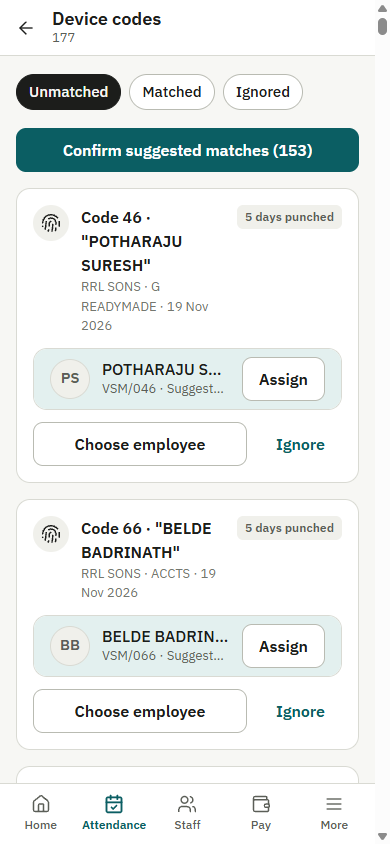 Device codes
177
Unmatched Matched Ignored
Confirm suggested matches (153)
Code 46 · 5 days punched
"POTHARAJU
SURESH"
RRL SONS · G
READYMADE · 19 Nov
2026
PS POTHARAJU S... Assign
VSM/046 · Suggest...
Choose employee Ignore
Code 66 · "BELDE 5 days punched
BADRINATH"
RRL SONS · ACCTS · 19
Nov 2026
BB BELDE BADRIN... Assign
VSM/066 · Suggest...
Choose employee Ignore
Home Attendance Staff Pay More